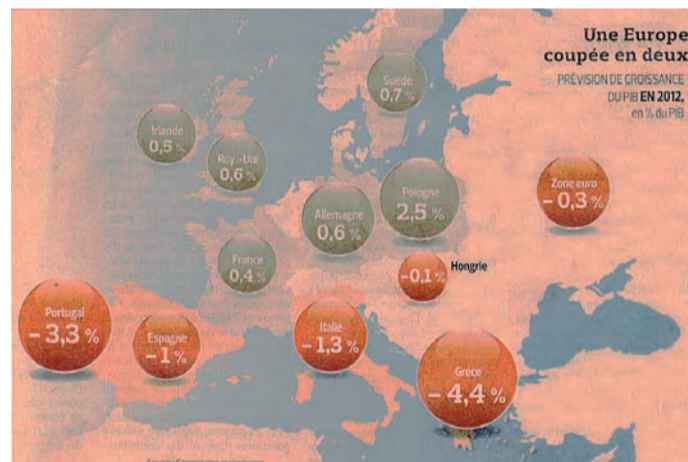 Une Europe
coupée en deux
PRÉVISION DE CROISSANCE
DU PIB EN 2012,
en % du PIB
Suède
0,7 %
Irlande
0,5 %
Roy.-Uni
0,6 %
Pologne
2,5 %
Zone euro
– 0,3 %
Allemagne
0,6 %
France
0,4 %
–0,1 %
Hongrie
Portugal
– 3,3 %
Espagne
– 1 %
Italie
– 1,3 %
Grèce
– 4,4 %